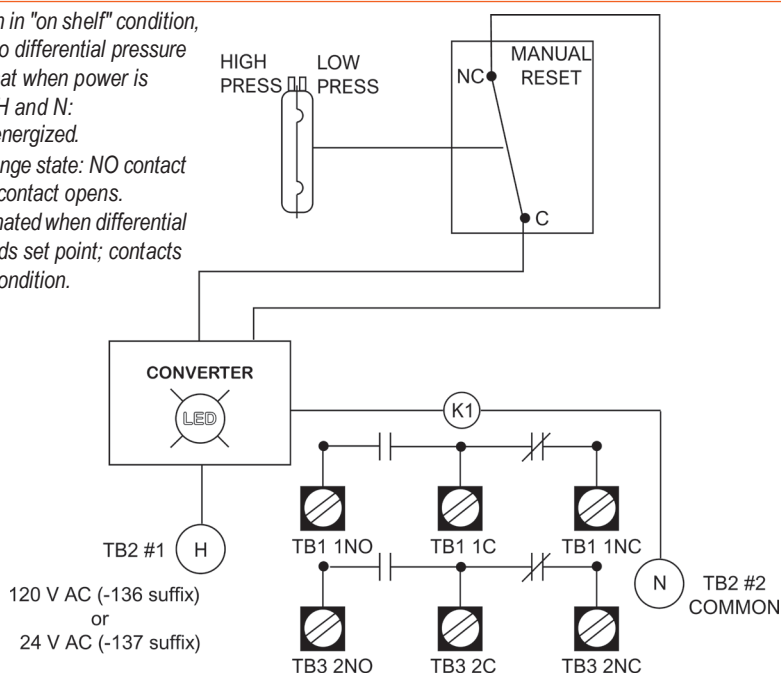 n in "on shelf" condition,
o differential pressure
at when power is
H and N:
energized.
nge state: NO contact
contact opens.
nated when differential
ds set point; contacts
ondition.
HIGH
PRESS
LOW
PRESS
MANUAL
RESET
NC
C
CONVERTER
LED
K1
TB1 1NO
TB1 1C
TB1 1NC
TB2 #1
H
120 V AC (-136 suffix)
or
24 V AC (-137 suffix)
TB3 2NO
TB3 2C
TB3 2NC
N
TB2 #2
COMMON